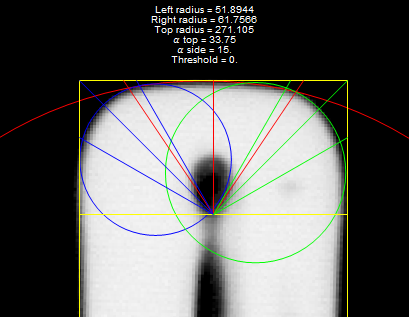 Left radius = 51.8944
Right radius = 61.7566
Top radius = 271.105
α top = 33.75
α side = 15.
Threshold = 0.